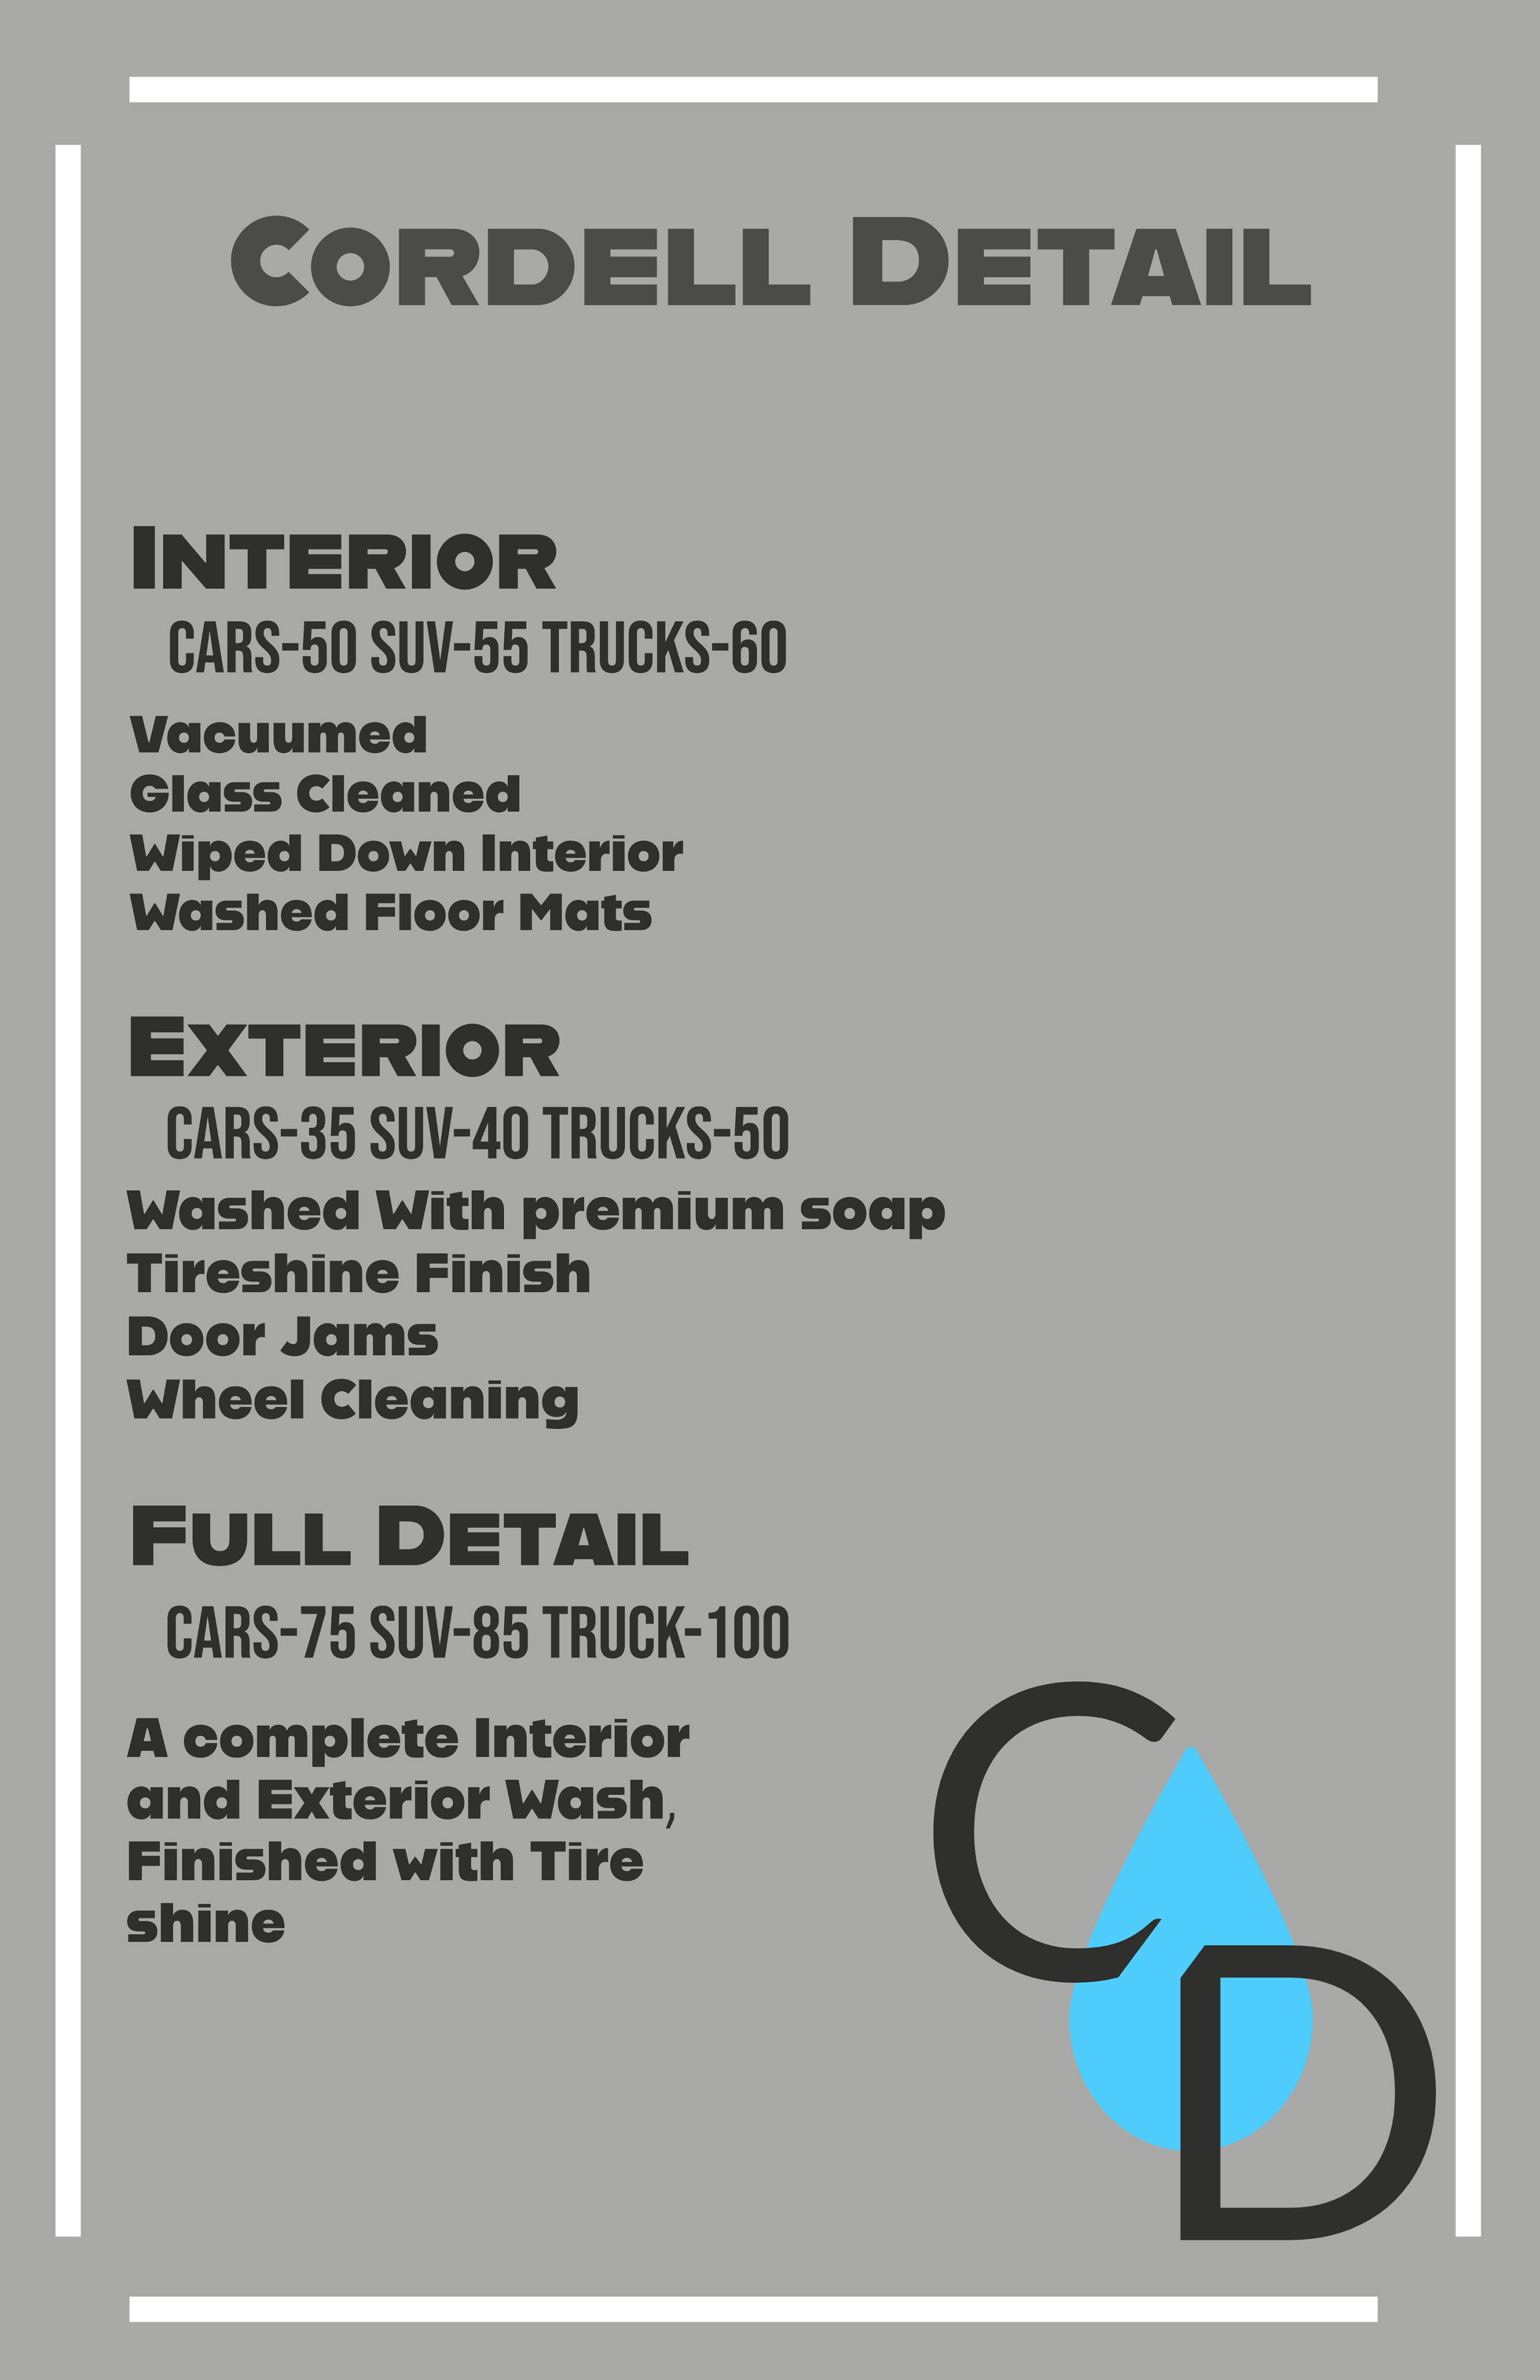 Cordell Detail
Interior
CARS-50 SUV-55 TRUCKS-60
Vacuumed
Glass Cleaned
Wiped Down Interior
Washed Floor Mats
Exterior
CARS-35 SUV-40 TRUCKS-50
Washed With premium soap
Tireshine Finish
Door Jams
Wheel Cleaning
Full Detail
CARS-75 SUV-85 TRUCK-100
A complete Interior
and Exterior Wash,
Finished with Tire
shine
C
D